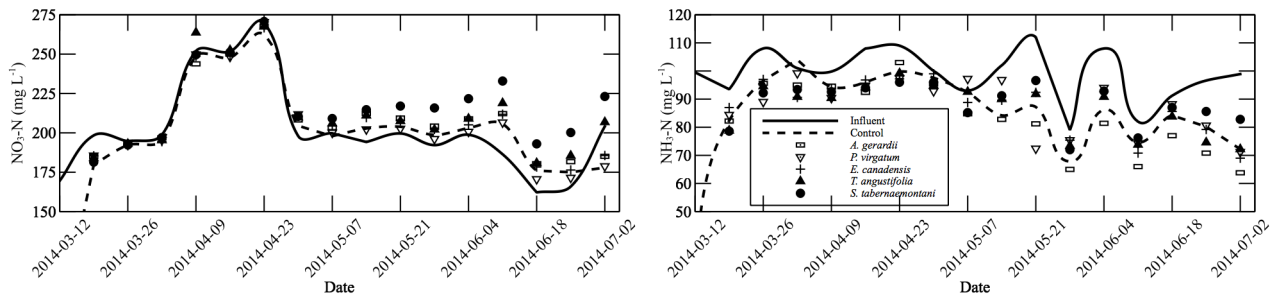 275
250
225
200
175
150
NO₃-N (mg L⁻¹)
2014-03-12
2014-03-26
2014-04-09
2014-04-23
2014-05-07
2014-05-21
2014-06-04
2014-06-18
2014-07-02
Date
120
110
100
90
80
70
60
50
NH₃-N (mg L⁻¹)
Influent
Control
A. gerardii
P. virgatum
E. canadensis
T. angustifolia
S. tabernaemontani
2014-03-12
2014-03-26
2014-04-09
2014-04-23
2014-05-07
2014-05-21
2014-06-04
2014-06-18
2014-07-02
Date